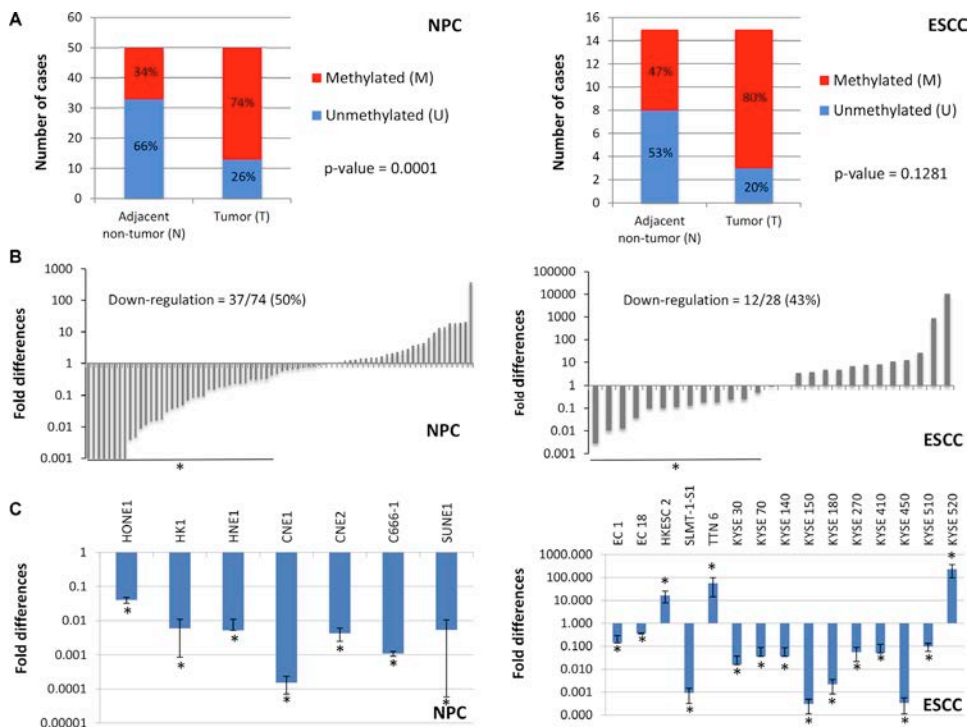 A
NPC
Number of cases
60
50
40
30
20
10
0
34%
66%
74%
26%
Adjacent
non-tumor (N)
Tumor (T)
Methylated (M)
Unmethylated (U)
p-value = 0.0001
ESCC
Number of cases
16
14
12
10
8
6
4
2
0
47%
53%
80%
20%
Adjacent
non-tumor (N)
Tumor (T)
Methylated (M)
Unmethylated (U)
p-value = 0.1281
B
Fold differences
1000
100
10
1
0.1
0.01
0.001
Down-regulation = 37/74 (50%)
NPC
*
Fold differences
100000
10000
1000
100
10
1
0.1
0.01
0.001
Down-regulation = 12/28 (43%)
ESCC
*
C
HONE1
HK1
HNE1
CNE1
CNE2
C666-1
SUNE1
Fold differences
1
0.1
0.01
0.001
0.0001
0.00001
* * * * * * *
NPC
EC 1
EC 18
HKESC 2
SLMT-1-S1
TTN 6
KYSE 30
KYSE 70
KYSE 140
KYSE 150
KYSE 180
KYSE 270
KYSE 410
KYSE 450
KYSE 510
KYSE 520
Fold differences
1000.000
100.000
10.000
1.000
0.100
0.010
0.001
0.000
* * * * * * * * * * * * * * *
ESCC